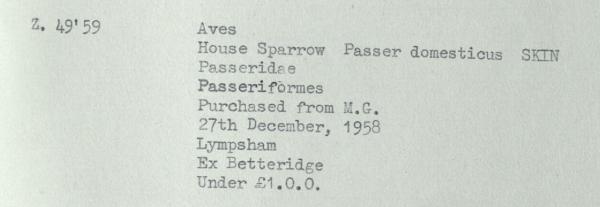 Z. 49'59 Aves
House Sparrow Passer domesticus SKIN
Passeridae
Passeriformes
Purchased from M.G.
27th December, 1958
Lympsham
Ex Betteridge
Under £1.0.0.